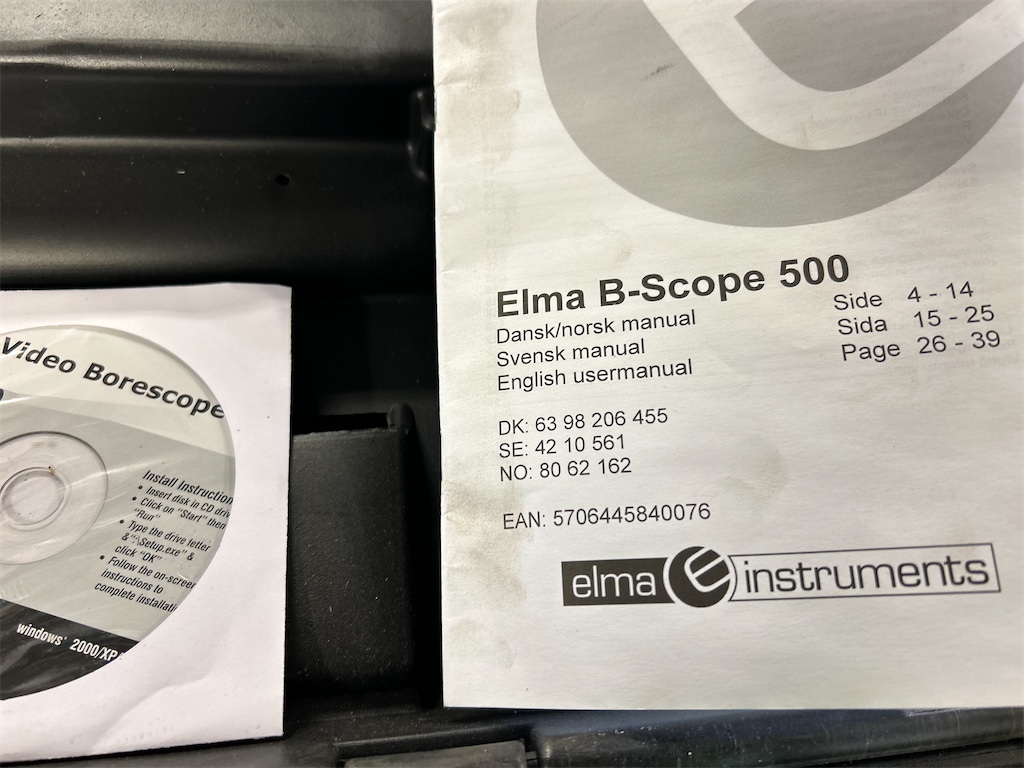 Video Borescope
Install Instruction
• Insert disk in CD
• Click on "Start" then
"Run"
• Type the drive letter
& ":\Setup.exe" &
click "OK"
• Follow the on-screen
instructions to
complete
windows® 2000/XP/
Elma B-Scope 500
Dansk/norsk manual Side 4 - 14
Svensk manual Sida 15 - 25
English usermanual Page 26 - 39
DK: 63 98 206 455
SE: 42 10 561
NO: 80 62 162
EAN: 5706445840076
elma instruments